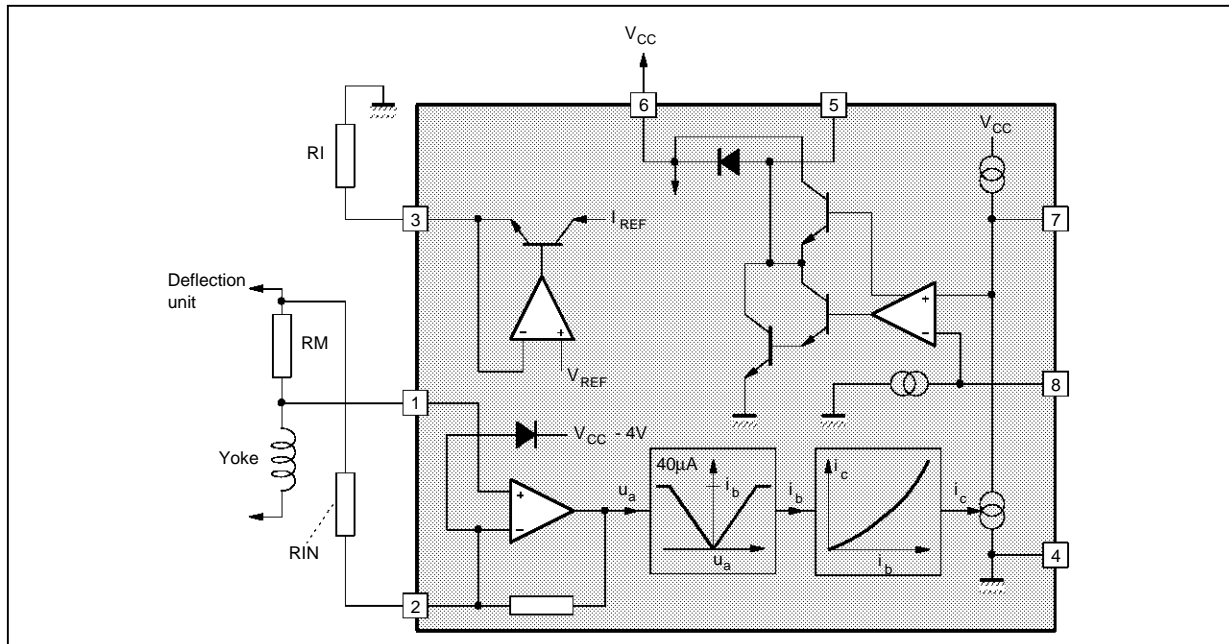 VCC
6
5
RI
VCC
3
IREF
7
Deflection
unit
+
-
RM
-
+
VREF
8
1
VCC - 4V
Yoke
40µA
ib
ic
ua
+
-
ib
ic
RIN
ua
ib
4
2